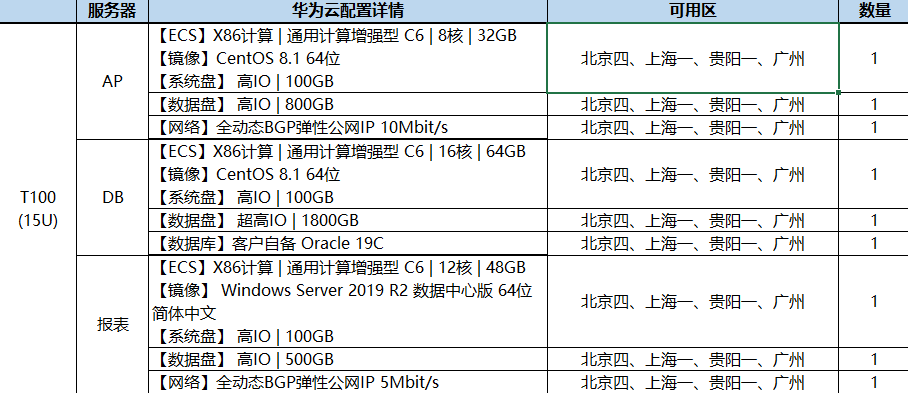 服务器 华为云配置详情 可用区 数量
T100
(15U)
AP
【ECS】X86计算 | 通用计算增强型 C6 | 8核 | 32GB
【镜像】CentOS 8.1 64位
【系统盘】 高IO | 100GB
北京四、上海一、贵阳一、广州 1
【数据盘】 高IO | 800GB 北京四、上海一、贵阳一、广州 1
【网络】全动态BGP弹性公网IP 10Mbit/s 北京四、上海一、贵阳一、广州 1
DB
【ECS】X86计算 | 通用计算增强型 C6 | 16核 | 64GB
【镜像】CentOS 8.1 64位
【系统盘】 高IO | 100GB
北京四、上海一、贵阳一、广州 1
【数据盘】 超高IO | 1800GB 北京四、上海一、贵阳一、广州 1
【数据库】客户自备 Oracle 19C 北京四、上海一、贵阳一、广州 1
报表
【ECS】X86计算 | 通用计算增强型 C6 | 12核 | 48GB
【镜像】 Windows Server 2019 R2 数据中心版 64位
简体中文
【系统盘】 高IO | 100GB
北京四、上海一、贵阳一、广州 1
【数据盘】 高IO | 500GB 北京四、上海一、贵阳一、广州 1
【网络】全动态BGP弹性公网IP 5Mbit/s 北京四、上海一、贵阳一、广州 1